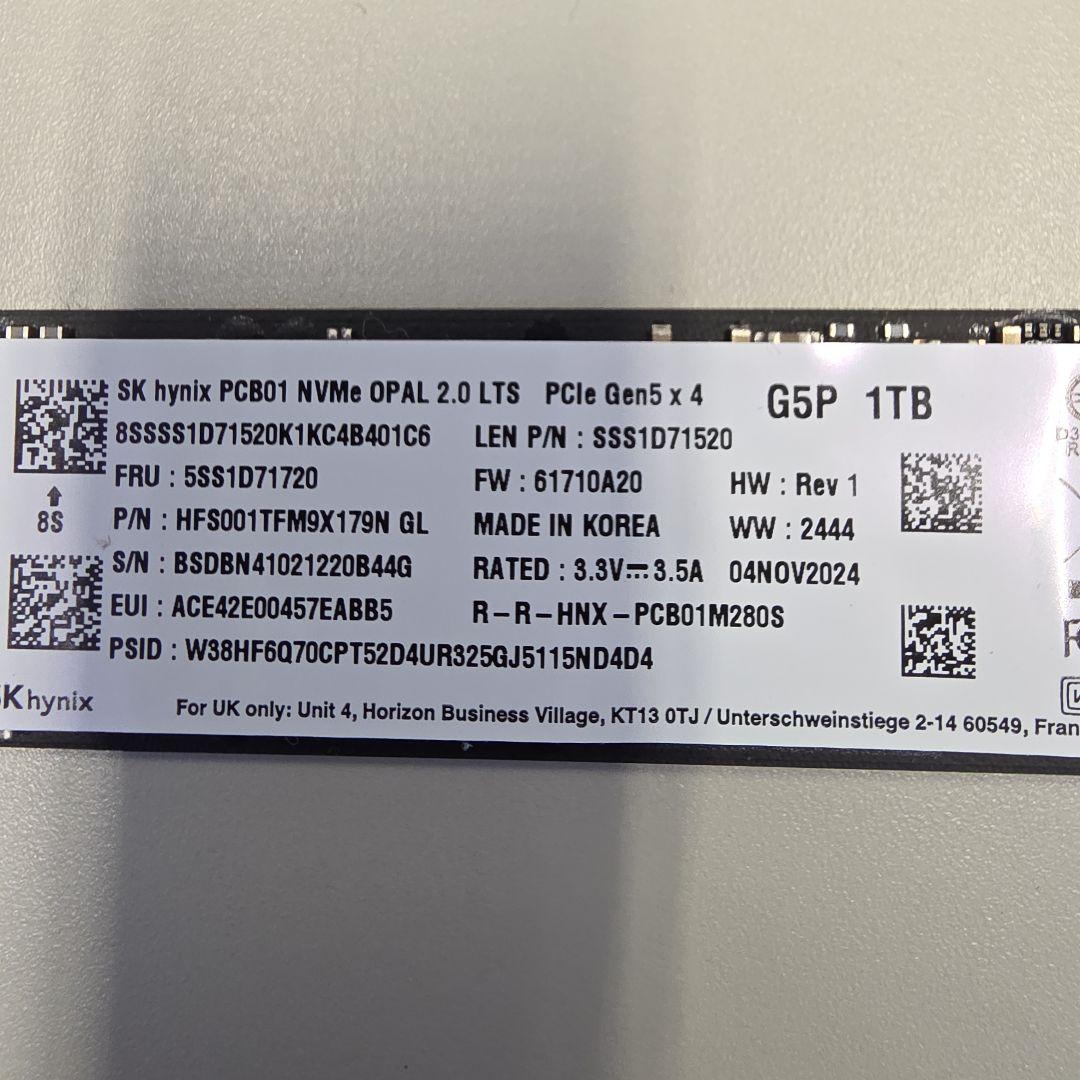 SK hynix PCB01 NVMe OPAL 2.0 LTS PCIe Gen5 x 4 G5P 1TB
8SSSS1D71520K1KC4B401C6 LEN P/N : SSS1D71520
FRU : 5SS1D71720 FW : 61710A20 HW : Rev 1
8S P/N : HFS001TFM9X179N GL MADE IN KOREA WW : 2444
S/N : BSDBN41021220B44G RATED : 3.3V⎓3.5A 04NOV2024
EUI : ACE42E00457EABB5 R-R-HNX-PCB01M280S
PSID : W38HF6Q70CPT52D4UR325GJ5115ND4D4
SK hynix
For UK only: Unit 4, Horizon Business Village, KT13 0TJ / Unterschweinstiege 2-14 60549, Fran